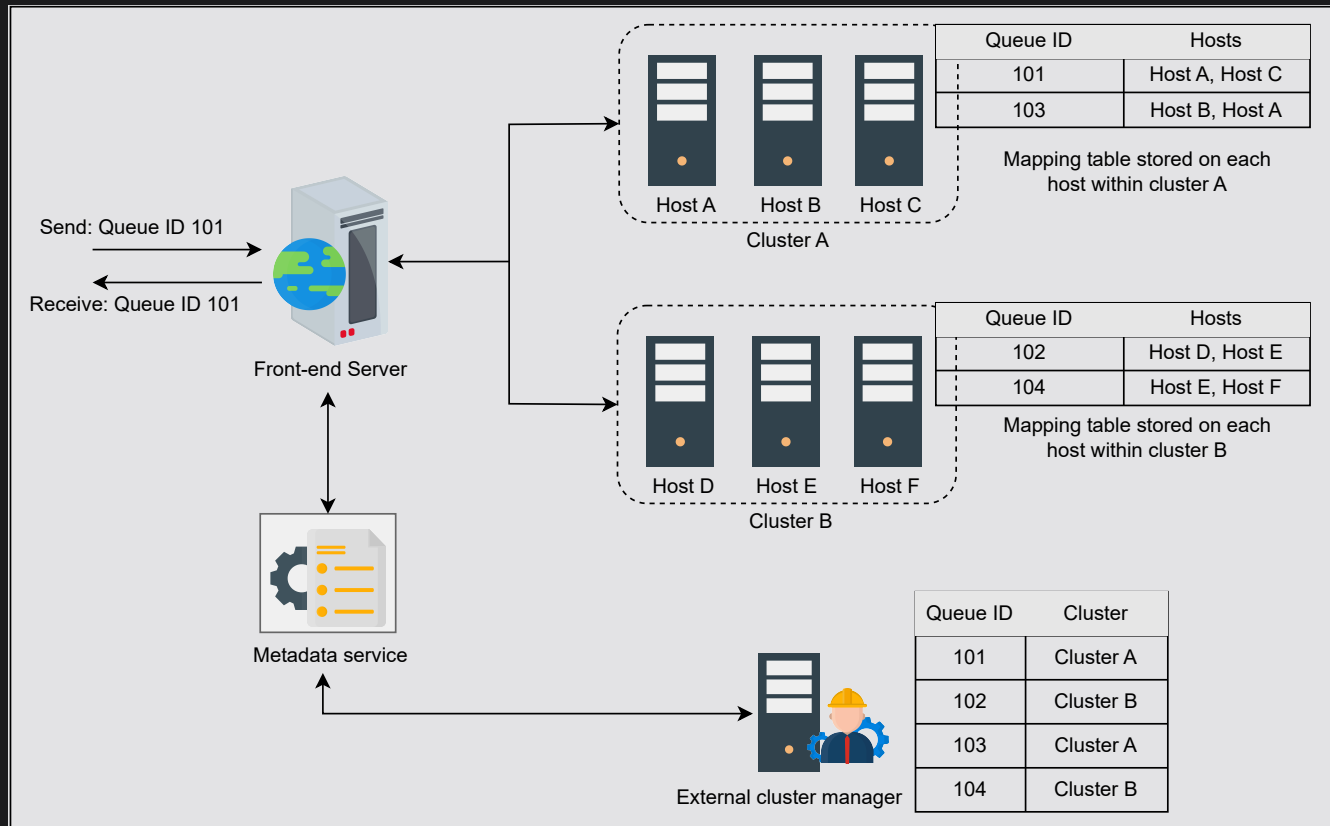 Queue ID Hosts
101 Host A, Host C
103 Host B, Host A
Mapping table stored on each
host within cluster A
Host A Host B Host C
Cluster A
Send: Queue ID 101
Receive: Queue ID 101
Front-end Server
Queue ID Hosts
102 Host D, Host E
104 Host E, Host F
Mapping table stored on each
host within cluster B
Host D Host E Host F
Cluster B
Metadata service
External cluster manager
Queue ID Cluster
101 Cluster A
102 Cluster B
103 Cluster A
104 Cluster B